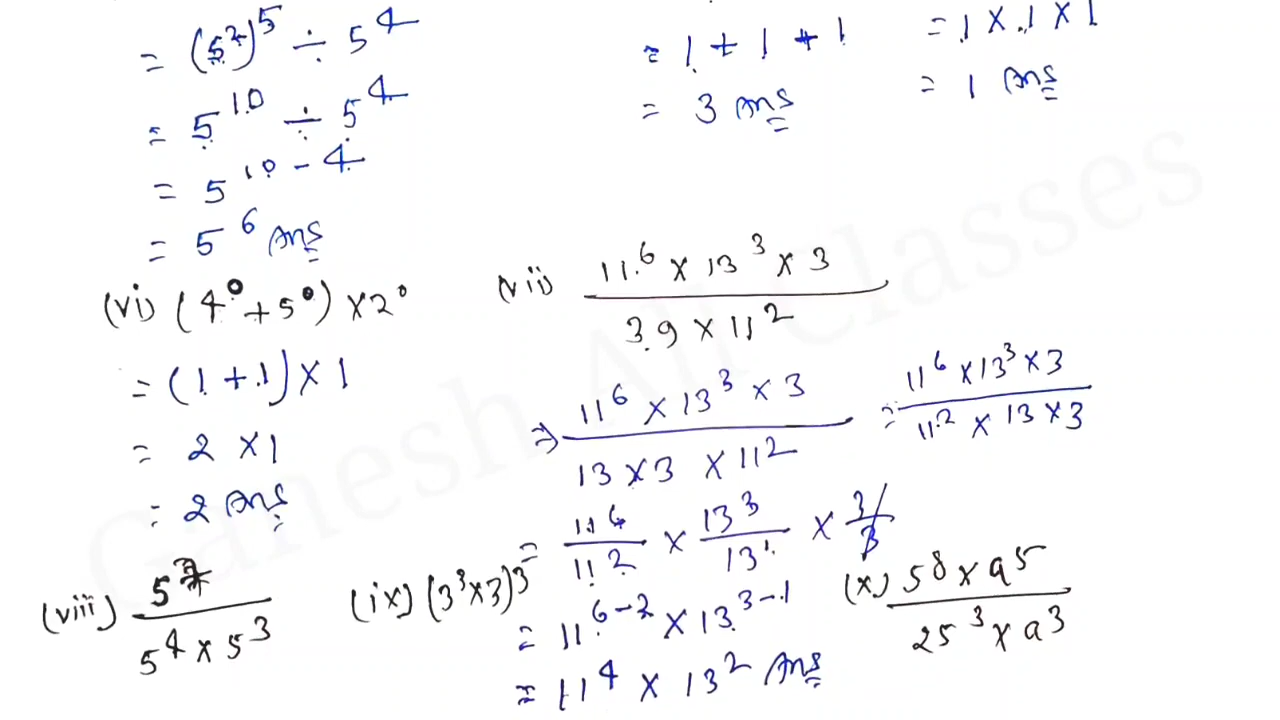 = (5²)⁵ ÷ 5⁴
= 5¹⁰ ÷ 5⁴
= 5¹⁰⁻⁴
= 5⁶ Ans
= 1 + 1 + 1
= 3 Ans
= 1 × 1 × 1
= 1 Ans
(vi) (4⁰ + 5⁰) × 2⁰
= (1 + 1) × 1
= 2 × 1
= 2 Ans
(vii) 11⁶ × 13³ × 3
39 × 11²
⇒ 11⁶ × 13³ × 3
13 × 3 × 11²
= 11⁶ × 13³ × 3
11² × 13 × 3
= 11⁶/11² × 13³/13¹ × 3/3
= 11⁶⁻² × 13³⁻¹
= 11⁴ × 13² Ans
(viii) 5⁷
5⁴ × 5³
(ix) (3³×3)³
(x) 5⁸ × a⁵
25³ × a³
Ganesh Ali Classes